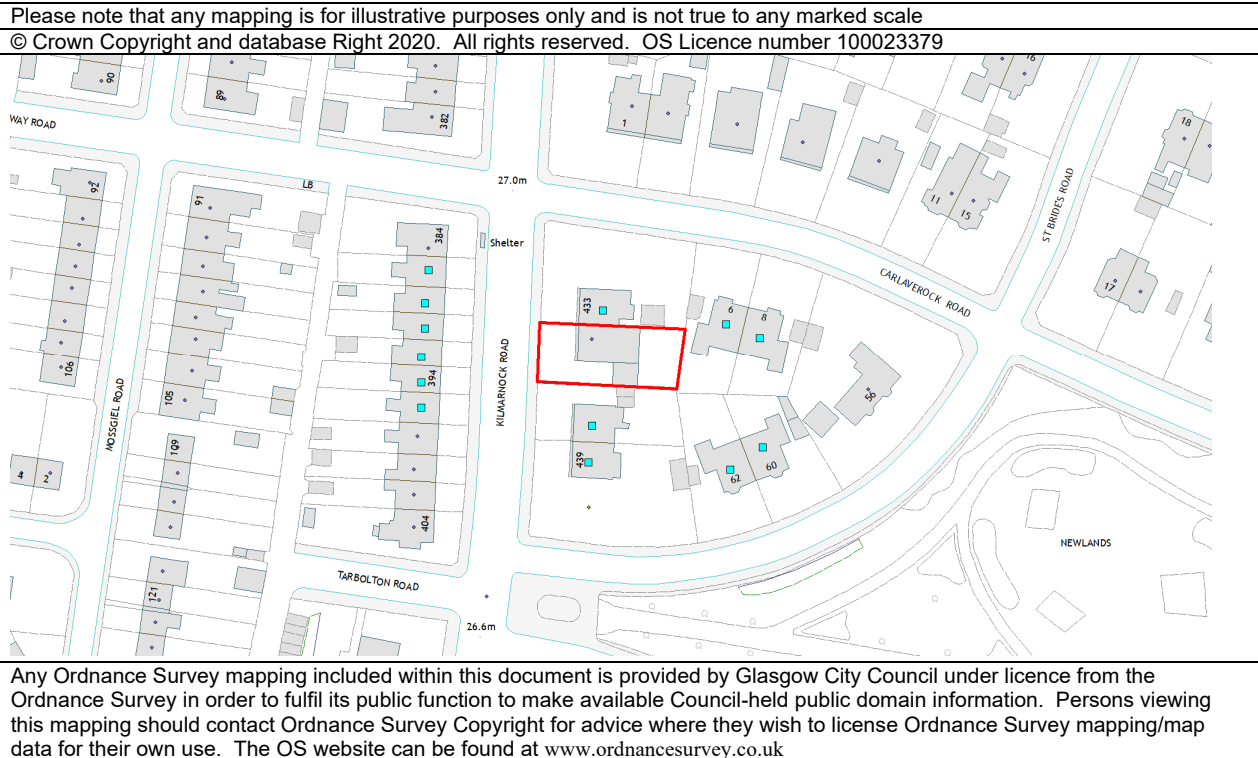 Please note that any mapping is for illustrative purposes only and is not true to any marked scale
© Crown Copyright and database Right 2020.  All rights reserved.  OS Licence number 100023379
90
89
382
1
16
18
WAY ROAD
92
91
LB
27.0m
384
Shelter
11
15
ST BRIDES ROAD
17
CARLAVEROCK ROAD
433
6
8
106
105
MOSSGIEL ROAD
394
KILMARNOCK ROAD
56
109
439
62
60
4
2
404
NEWLANDS
TARBOLTON ROAD
121
26.6m
Any Ordnance Survey mapping included within this document is provided by Glasgow City Council under licence from the
Ordnance Survey in order to fulfil its public function to make available Council-held public domain information.  Persons viewing
this mapping should contact Ordnance Survey Copyright for advice where they wish to license Ordnance Survey mapping/map
data for their own use.  The OS website can be found at www.ordnancesurvey.co.uk